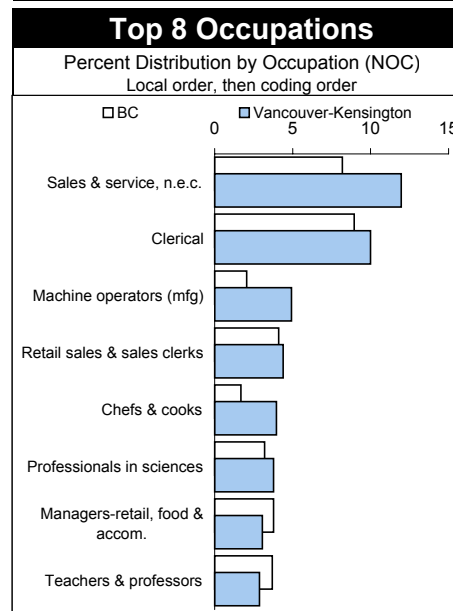 Top 8 Occupations
Percent Distribution by Occupation (NOC)
Local order, then coding order
BC Vancouver-Kensington
0 5 10 15
Sales & service, n.e.c.
Clerical
Machine operators (mfg)
Retail sales & sales clerks
Chefs & cooks
Professionals in sciences
Managers-retail, food &
accom.
Teachers & professors